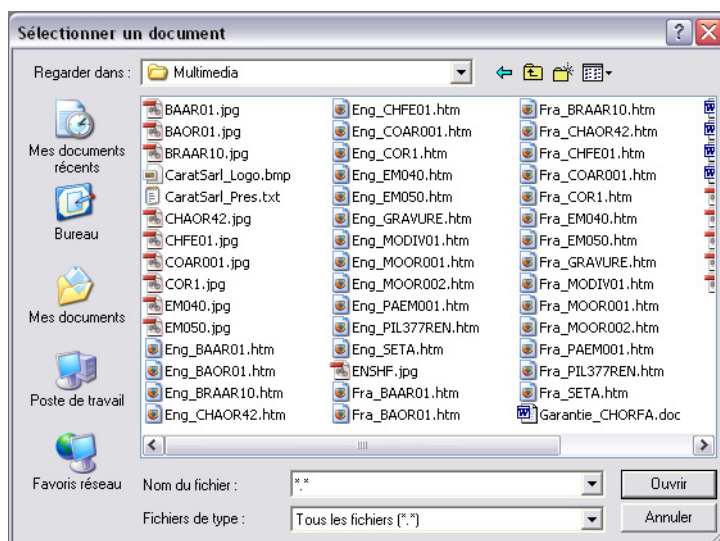 Sélectionner un document
Regarder dans :
Multimedia
Mes documents
récents
Bureau
Mes documents
Poste de travail
Favoris réseau
BAAR01.jpg
BAOR01.jpg
BRAAR10.jpg
CaratSarl_Logo.bmp
CaratSarl_Pres.txt
CHAOR42.jpg
CHFE01.jpg
COAR001.jpg
COR1.jpg
EM040.jpg
EM050.jpg
Eng_BAAR01.htm
Eng_BAOR01.htm
Eng_BRAAR10.htm
Eng_CHAOR42.htm
Eng_CHFE01.htm
Eng_COAR001.htm
Eng_COR1.htm
Eng_EM040.htm
Eng_EM050.htm
Eng_GRAVURE.htm
Eng_MODIV01.htm
Eng_MOOR001.htm
Eng_MOOR002.htm
Eng_PAEM001.htm
Eng_PIL377REN.htm
Eng_SETA.htm
ENSHF.jpg
Fra_BAAR01.htm
Fra_BAOR01.htm
Fra_BRAAR10.htm
Fra_CHAOR42.htm
Fra_CHFE01.htm
Fra_COAR001.htm
Fra_COR1.htm
Fra_EM040.htm
Fra_EM050.htm
Fra_GRAVURE.htm
Fra_MODIV01.htm
Fra_MOOR001.htm
Fra_MOOR002.htm
Fra_PAEM001.htm
Fra_PIL377REN.htm
Fra_SETA.htm
Garantie_CHORFA.doc
Nom du fichier :
*.*
Ouvrir
Fichiers de type :
Tous les fichiers (*.*)
Annuler